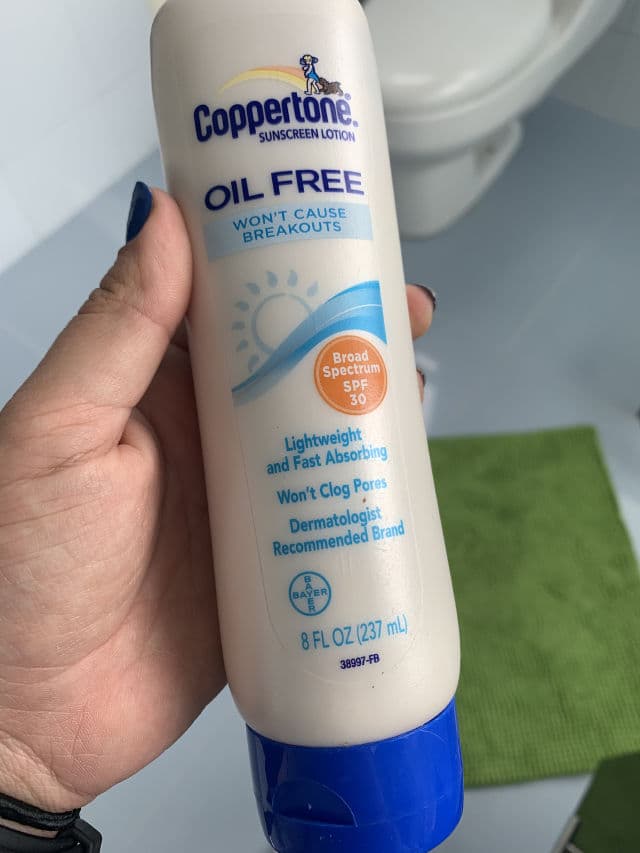 Coppertone®
SUNSCREEN LOTION
OIL FREE
WON'T CAUSE
BREAKOUTS
Broad
Spectrum
SPF
30
Lightweight
and Fast Absorbing
Won't Clog Pores
Dermatologist
Recommended Brand
BAYER
BAYER
8 FL OZ (237 mL)
38997-FB